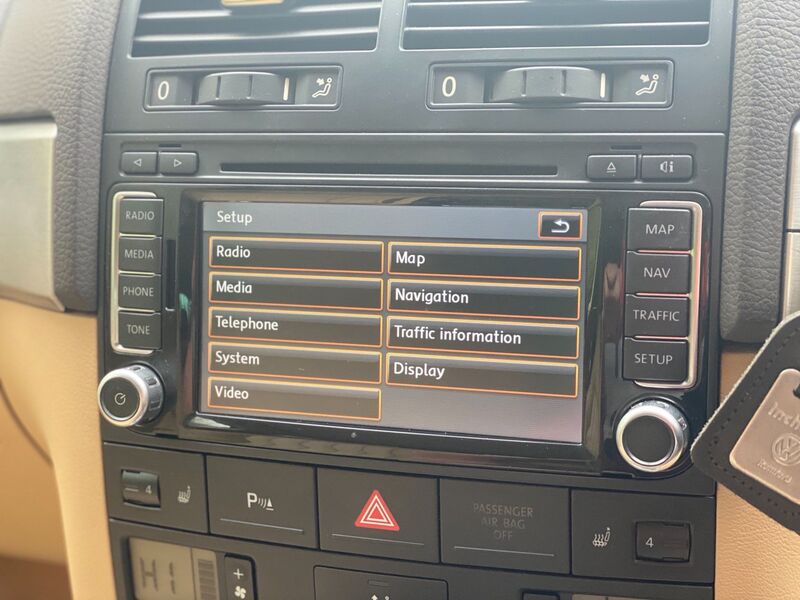 0
0
RADIO
MEDIA
PHONE
TONE
Setup
Radio
Media
Telephone
System
Video
Map
Navigation
Traffic information
Display
MAP
NAV
TRAFFIC
SETUP
4
P
PASSENGER
AIR BAG
OFF
4
+